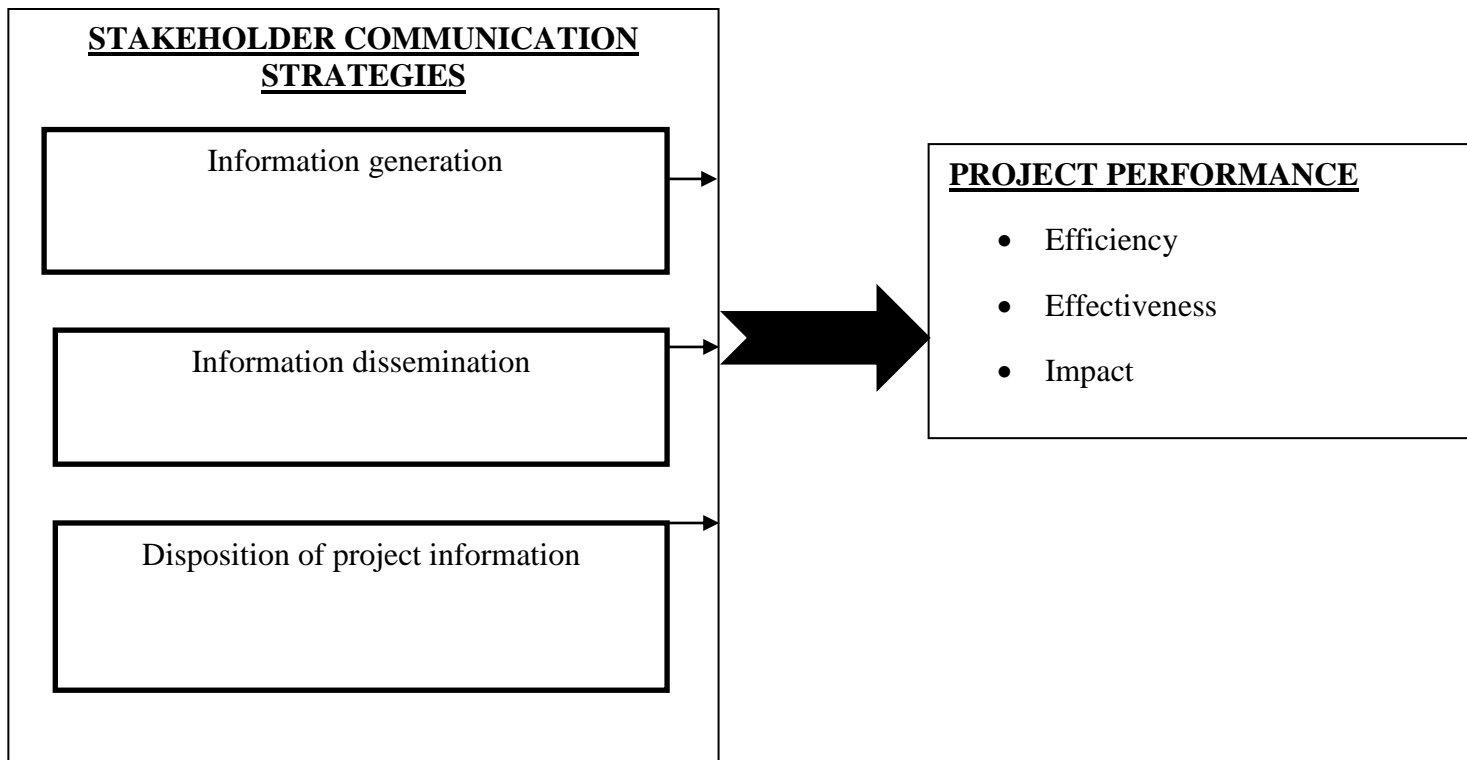 STAKEHOLDER COMMUNICATION
STRATEGIES
Information generation
Information dissemination
Disposition of project information
PROJECT PERFORMANCE
• Efficiency
• Effectiveness
• Impact